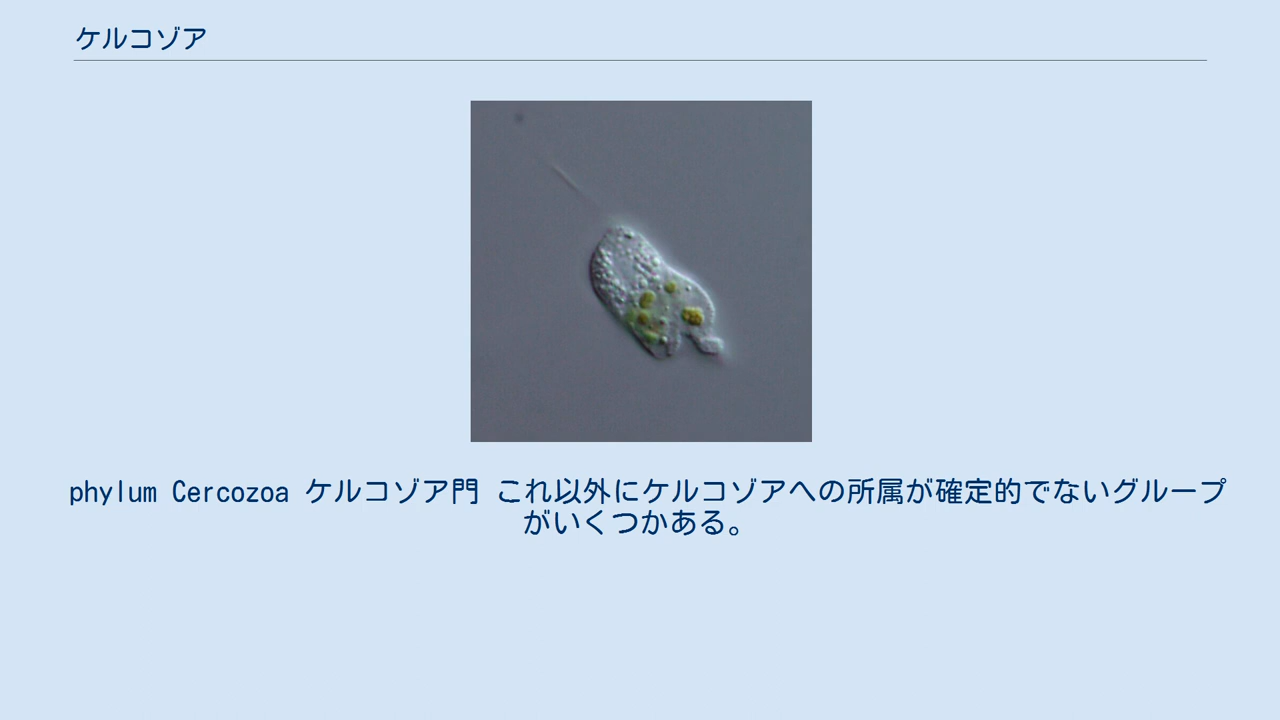 ケルコゾア
phylum Cercozoa ケルコゾア門 これ以外にケルコゾアへの所属が確定的でないグループ
がいくつかある。